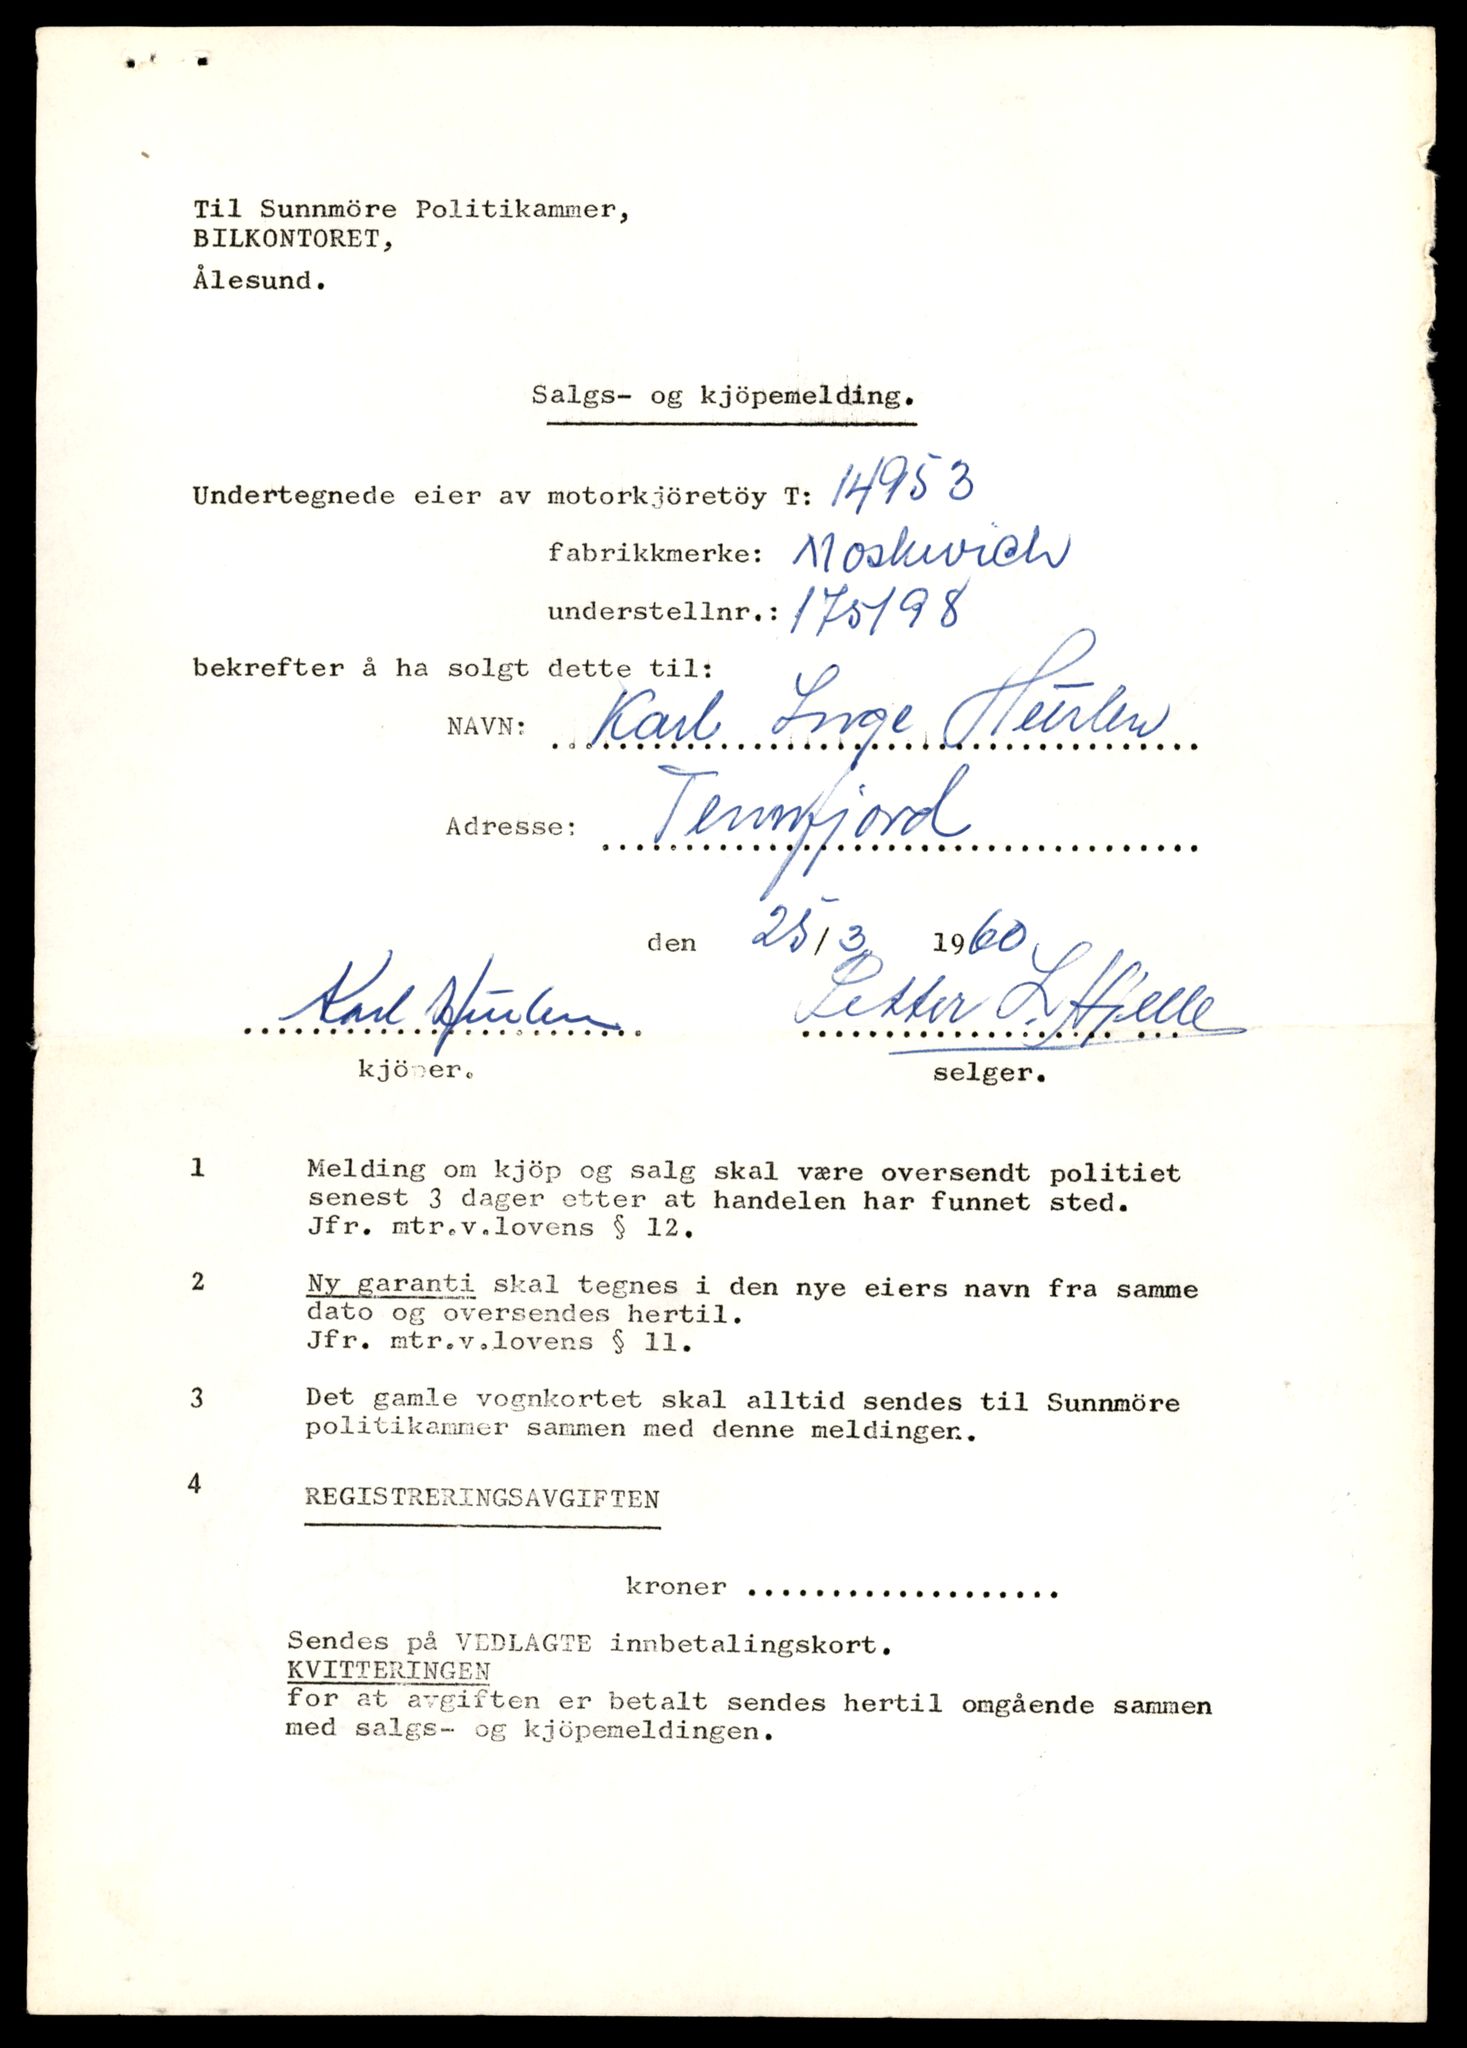 Til Sunnmöre Politikammer,
BILKONTORET,
Ålesund.
Salgs- og kjöpemelding.
Undertegnede eier av motorkjöretöy T: 14953
fabrikkmerke: Moskvich
understellnr.: 175198
bekrefter å ha solgt dette til:
NAVN: Karl Inge
Adresse: Tennfjord
den 25/3 1960
Karl Petter L Hjelle
kjöper. selger.
1 Melding om kjöp og salg skal være oversendt politiet
senest 3 dager etter at handelen har funnet sted.
Jfr. mtr.v.lovens § 12.
2 Ny garanti skal tegnes i den nye eiers navn fra samme
dato og oversendes hertil.
Jfr. mtr.v.lovens § 11.
3 Det gamle vognkortet skal alltid sendes til Sunnmöre
politikammer sammen med denne meldingen.
4 REGISTRERINGSAVGIFTEN
kroner ...................
Sendes på VEDLAGTE innbetalingskort.
KVITTERINGEN
for at avgiften er betalt sendes hertil omgående sammen
med salgs- og kjöpemeldingen.